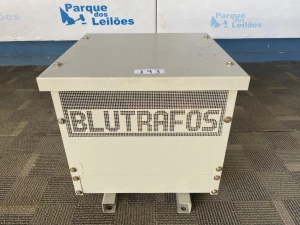 Parque
dos
Leilões
Parque
dos
Leilões
143
BLUTRAFOS